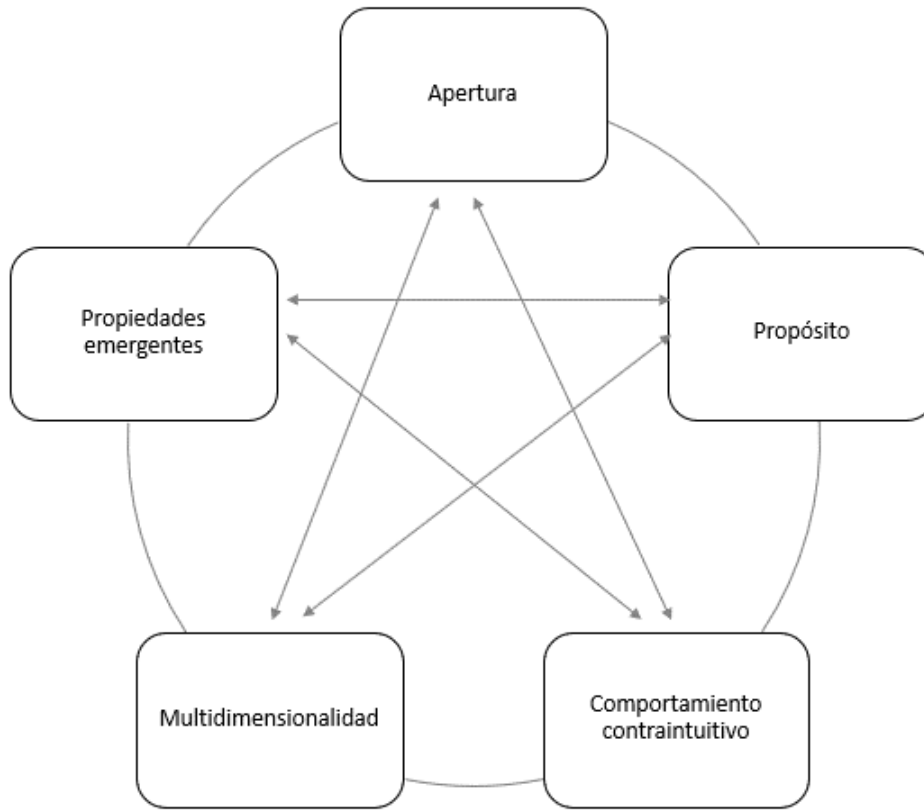 Apertura
Propiedades
emergentes
Propósito
Multidimensionalidad
Comportamiento
contraintuitivo